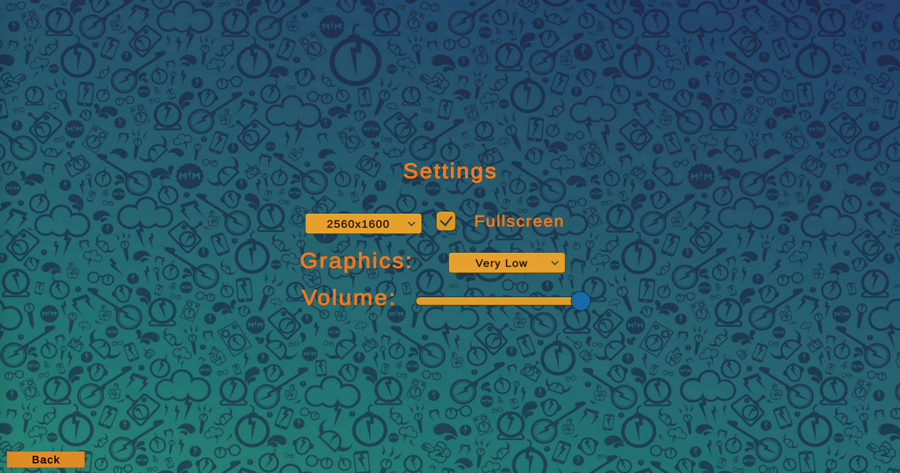 Settings
2560x1600 Fullscreen
Graphics: Very Low
Volume:
Back